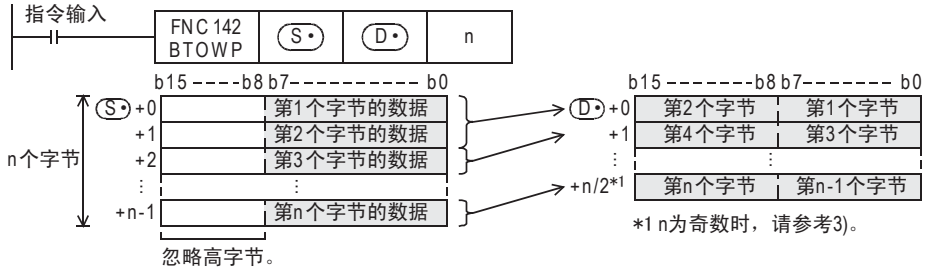 指令输入
FNC 142
BTOWP
S•
D•
n
b15----b8 b7------------ b0
b15 ------b8 b7------- b0
S• +0 第1个字节的数据
D• +0 第2个字节 第1个字节
+1 第2个字节的数据
+1 第4个字节 第3个字节
n个字节
+2 第3个字节的数据
⋮ ⋮
⋮ ⋮
+n/2*1 第n个字节 第n-1个字节
+n-1 第n个字节的数据
*1 n为奇数时，请参考3)。
忽略高字节。